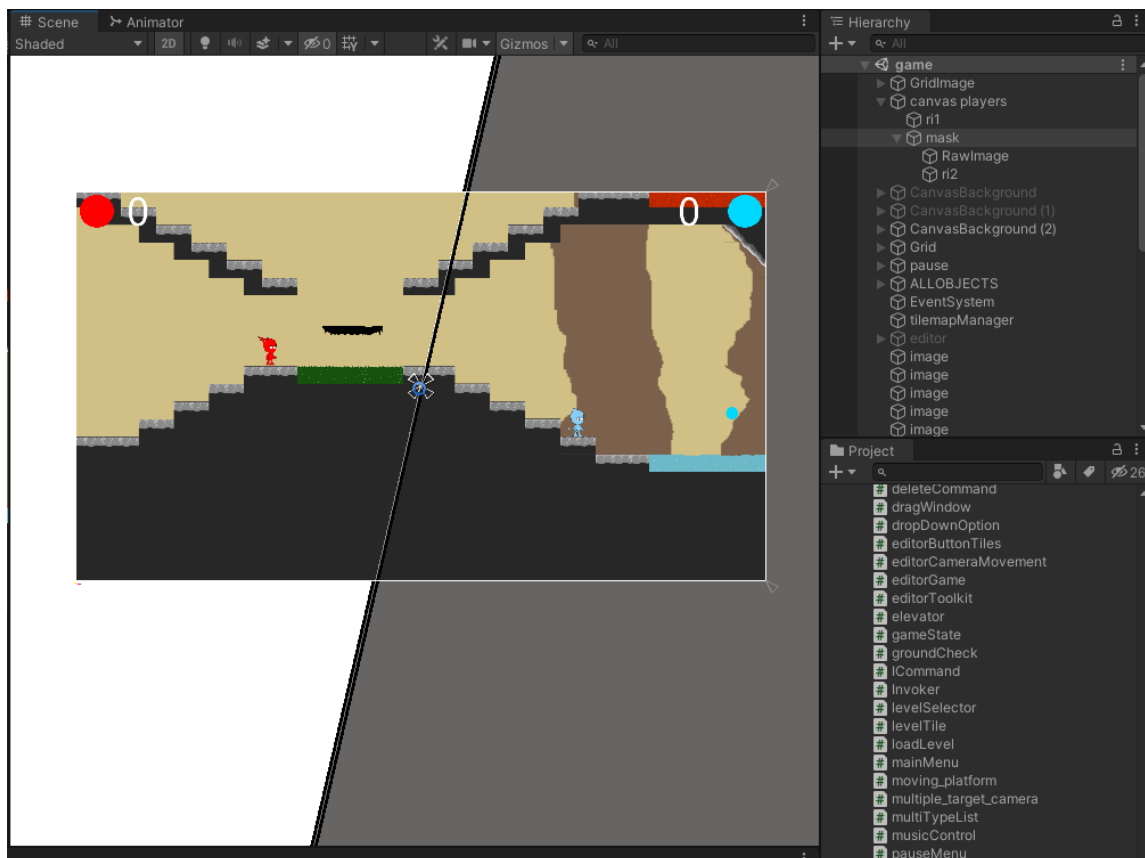 Scene
Animator
Shaded
2D
0
Gizmos
All
0
0
Hierarchy
All
game
GridImage
canvas players
ri1
mask
RawImage
ri2
CanvasBackground
CanvasBackground (1)
CanvasBackground (2)
Grid
pause
ALLOBJECTS
EventSystem
tilemapManager
editor
image
image
image
image
image
Project
26
deleteCommand
dragWindow
dropDownOption
editorButtonTiles
editorCameraMovement
editorGame
editorToolkit
elevator
gameState
groundCheck
ICommand
Invoker
levelSelector
levelTile
loadLevel
mainMenu
moving_platform
multiple_target_camera
multiTypeList
musicControl
pauseMenu